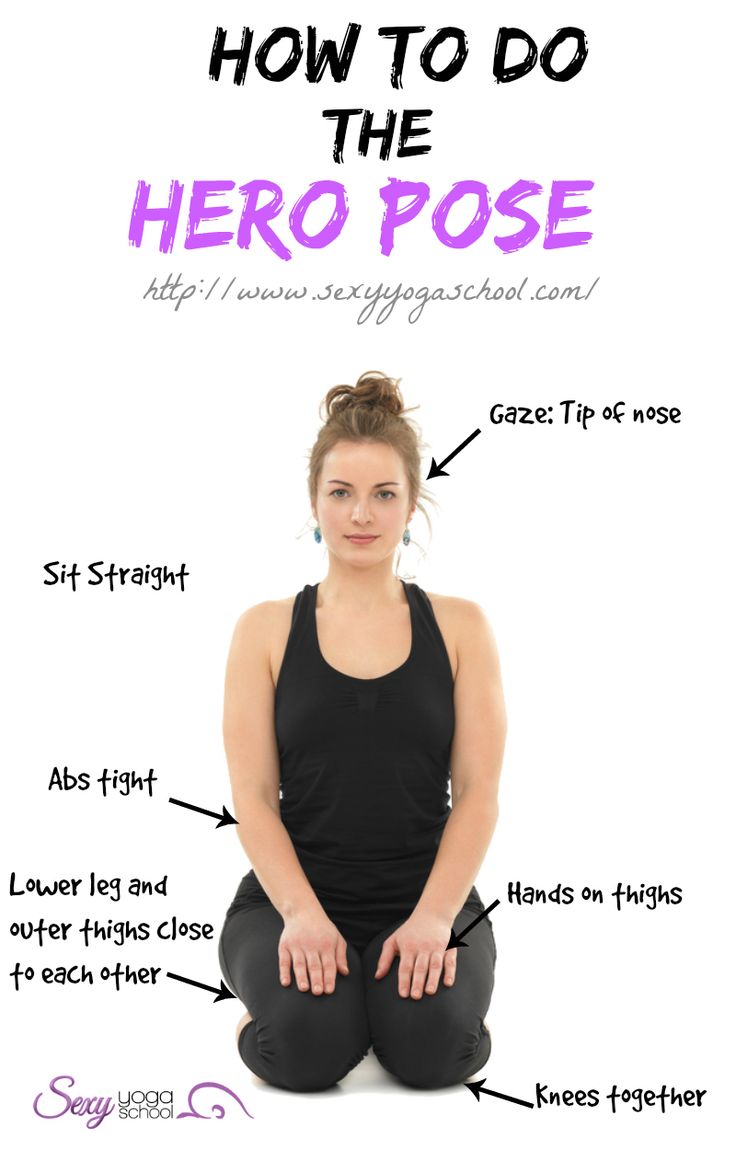 HOW TO DO
THE
HERO POSE
http://www.sexyyogaschool.com/
Gaze: Tip of nose
Sit Straight
Abs tight
Lower leg and
outer thighs close
to each other
Hands on thighs
Knees together
Sexy yoga
school